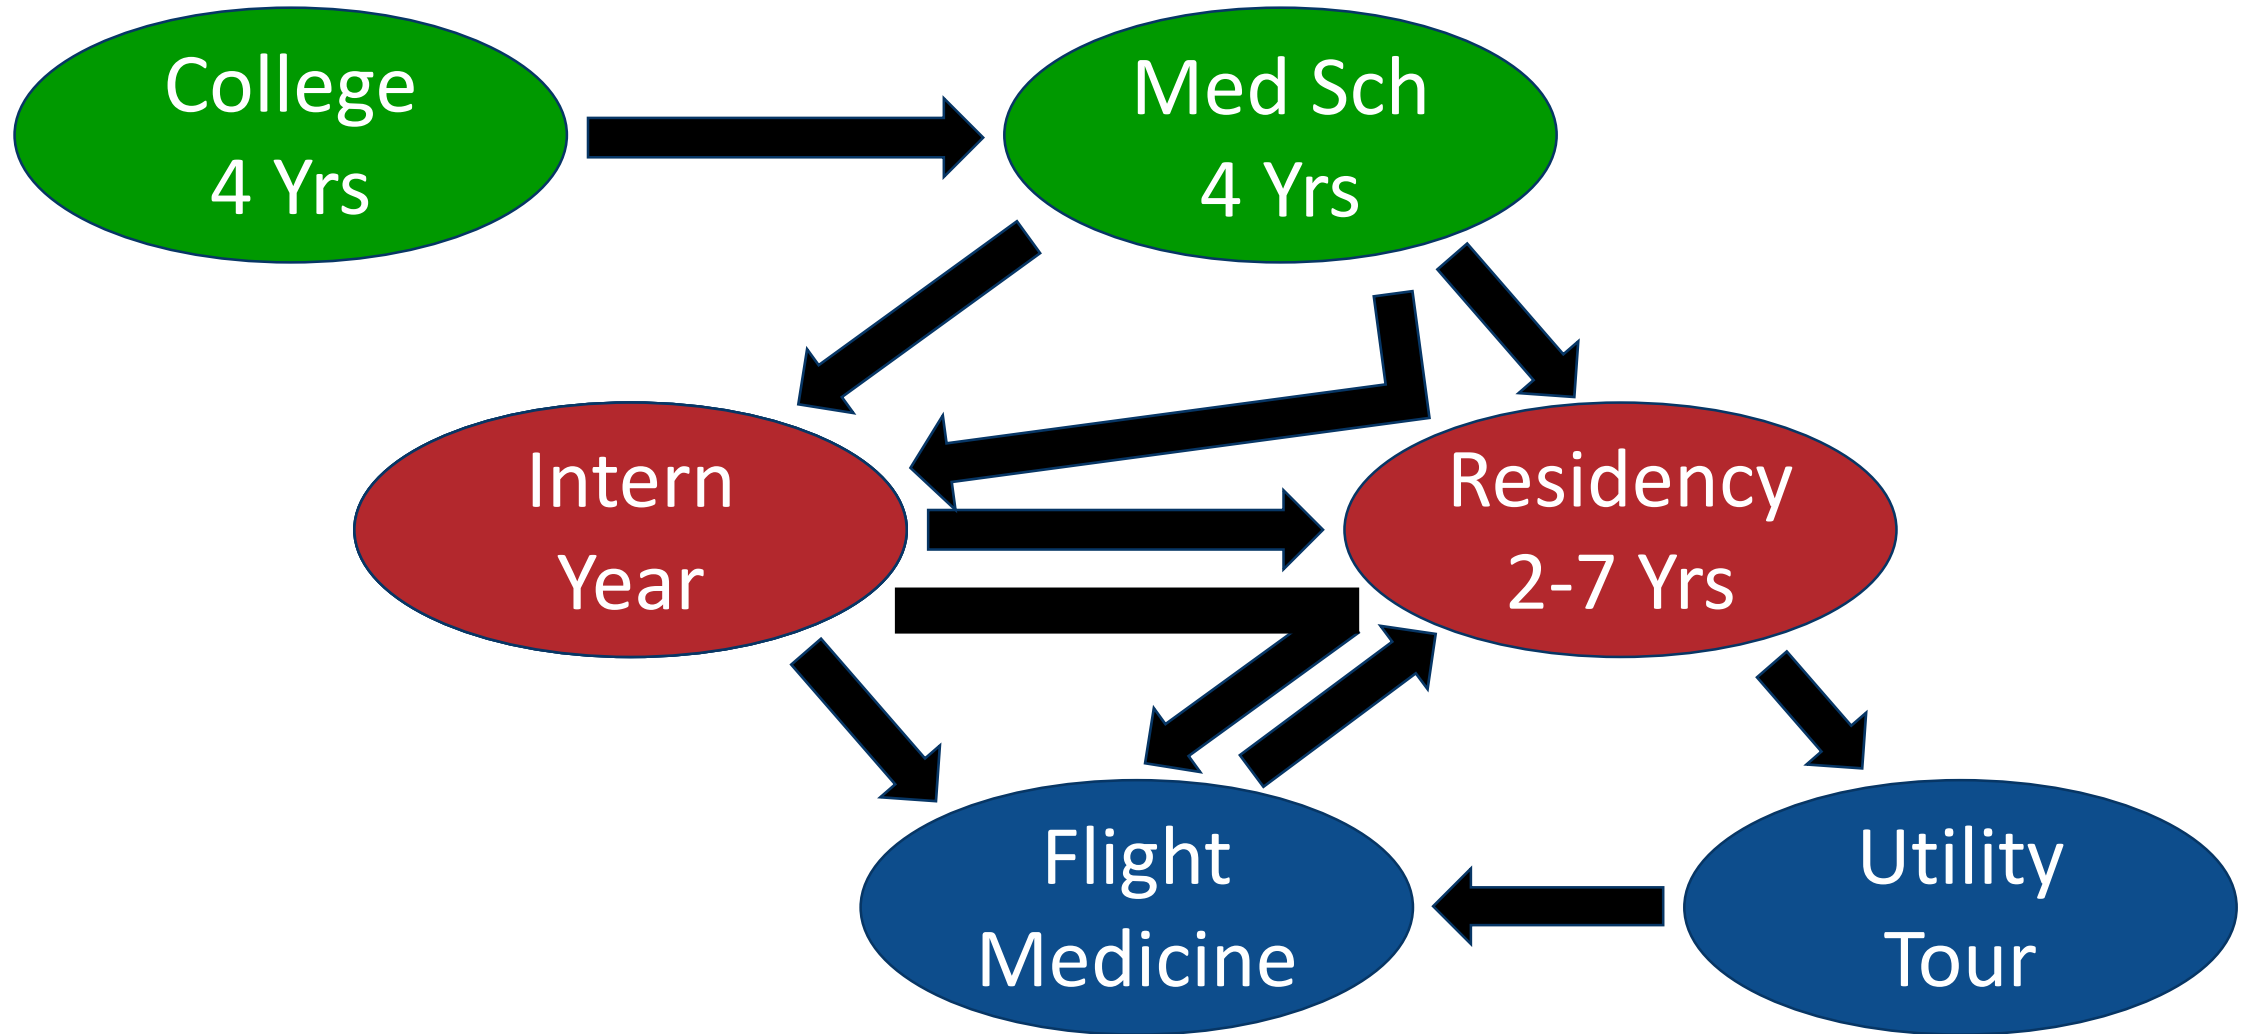 College
4 Yrs
Med Sch
4 Yrs
Intern
Year
Residency
2-7 Yrs
Flight
Medicine
Utility
Tour